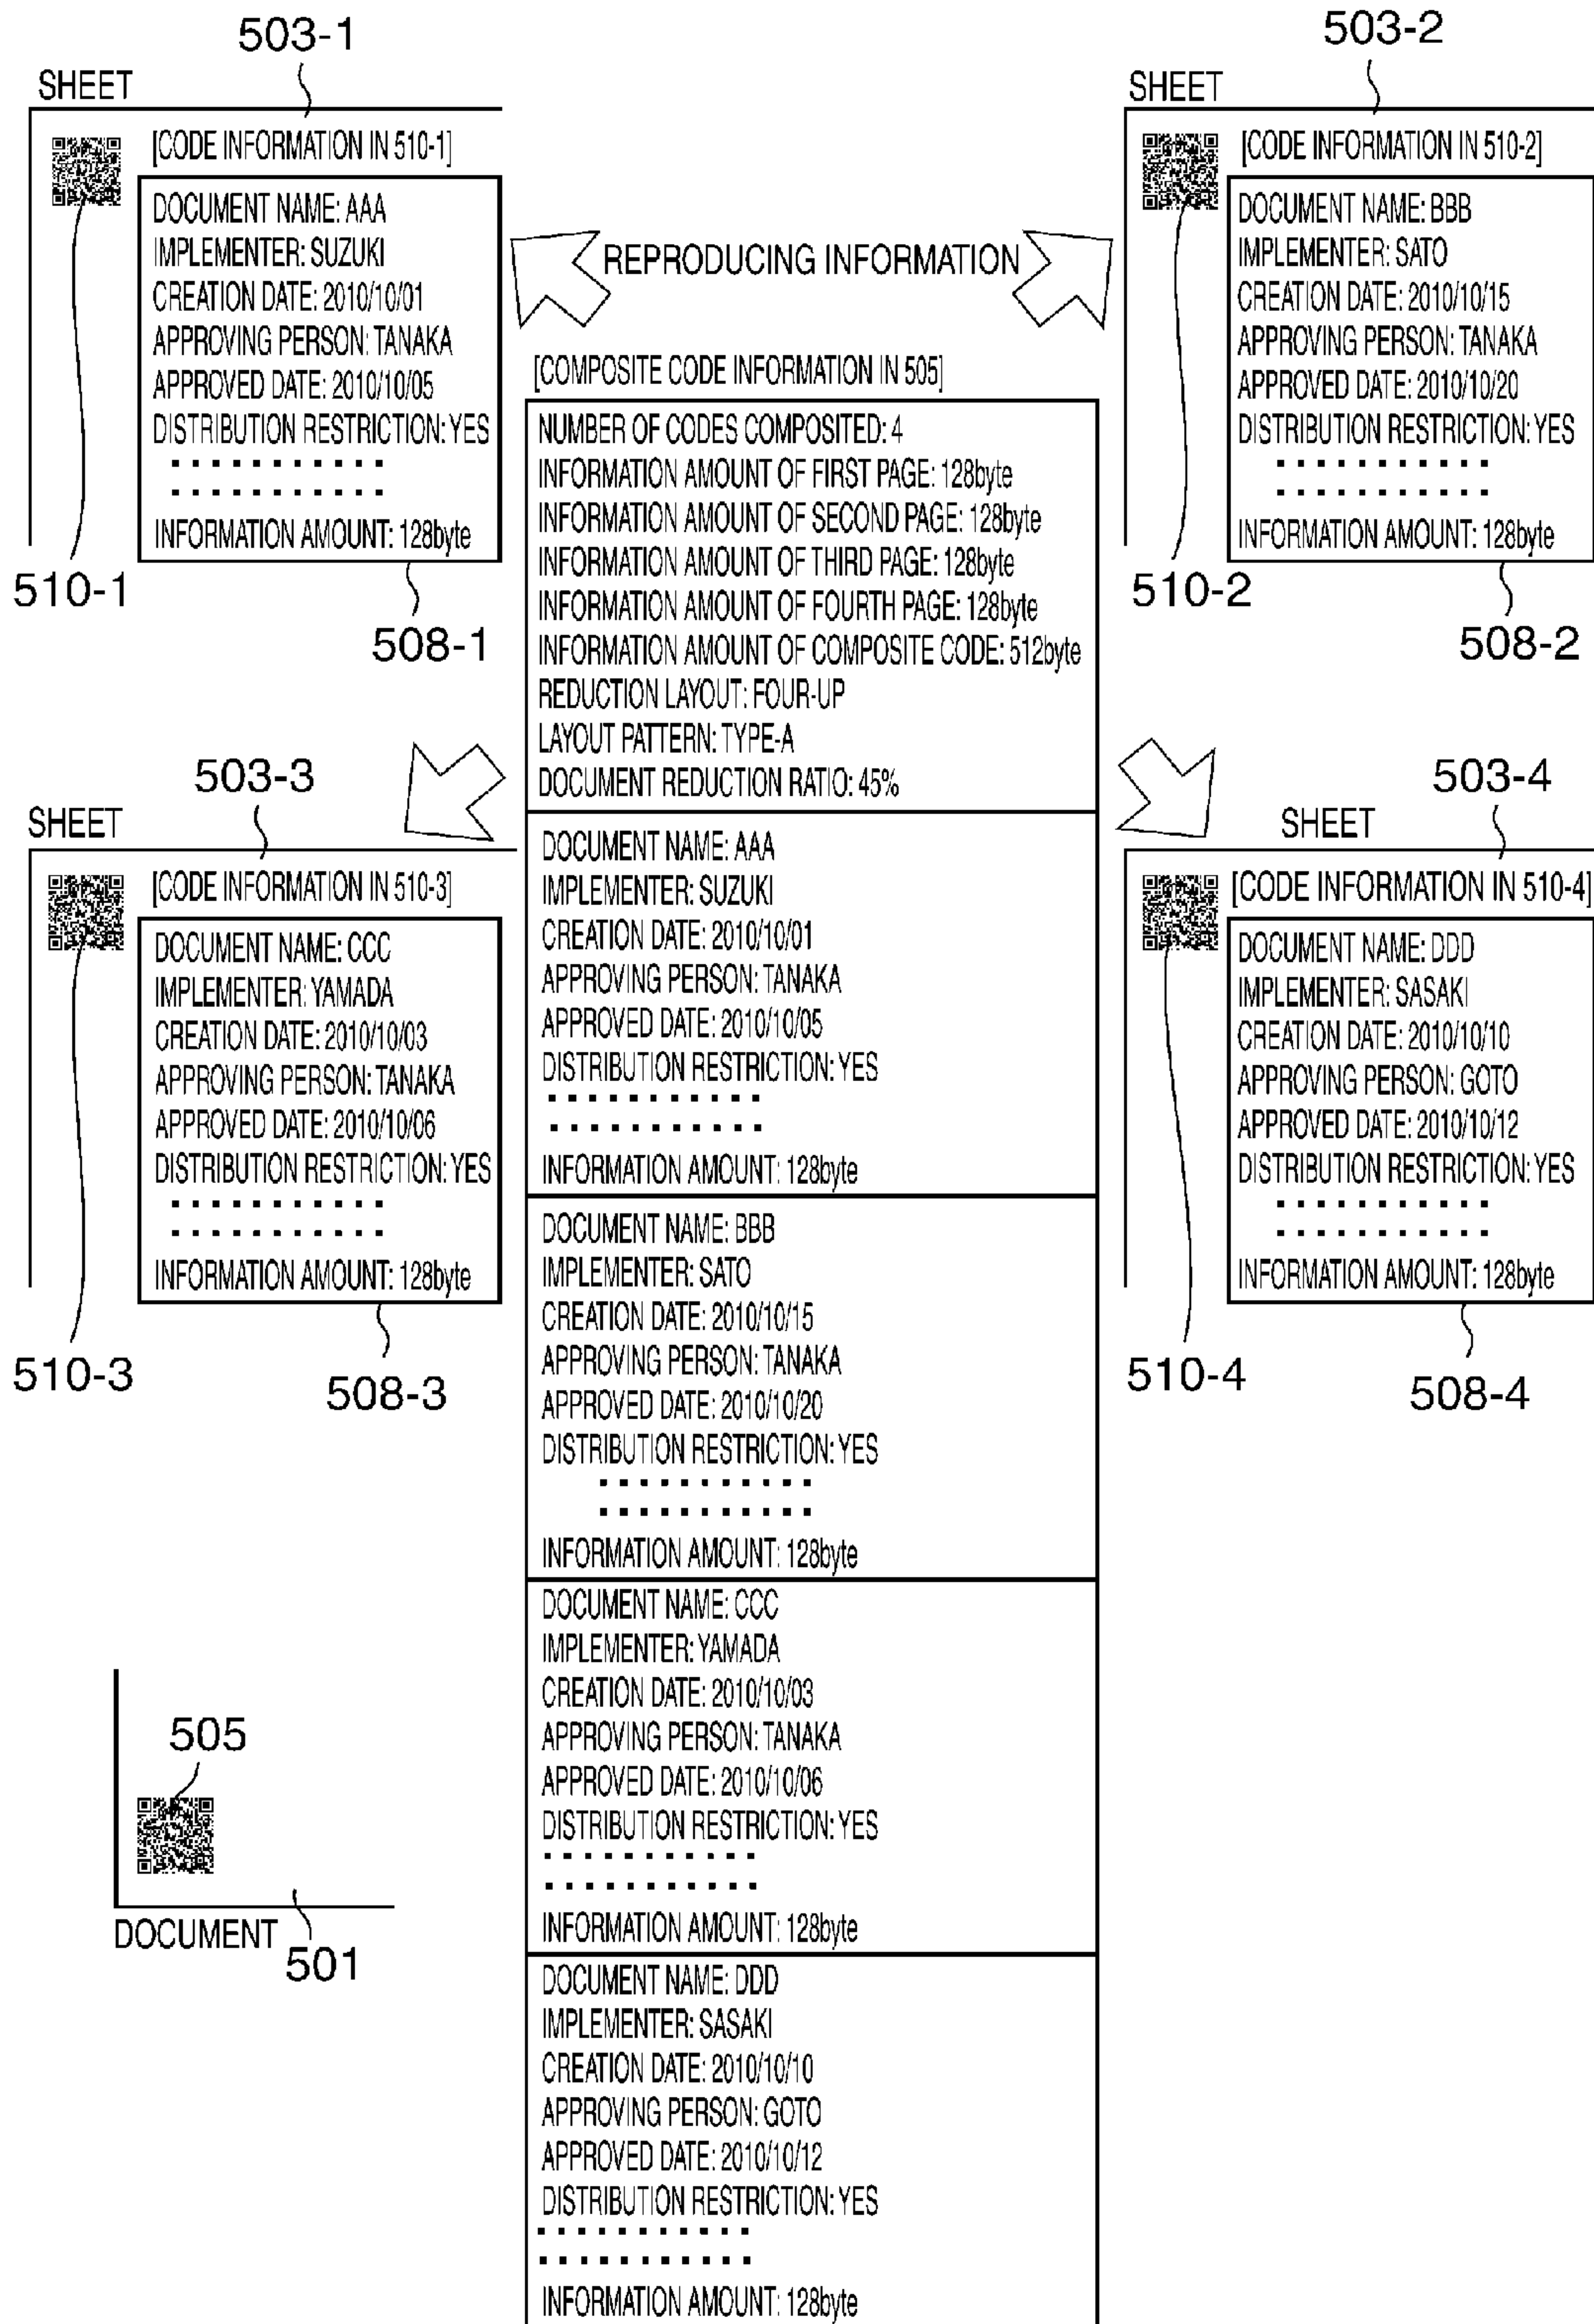 503-1
SHEET
[CODE INFORMATION IN 510-1]
DOCUMENT NAME: AAA
IMPLEMENTER: SUZUKI
CREATION DATE: 2010/10/01
APPROVING PERSON: TANAKA
APPROVED DATE: 2010/10/05
DISTRIBUTION RESTRICTION: YES
INFORMATION AMOUNT: 128byte
510-1
508-1
REPRODUCING INFORMATION
503-2
SHEET
[CODE INFORMATION IN 510-2]
DOCUMENT NAME: BBB
IMPLEMENTER: SATO
CREATION DATE: 2010/10/15
APPROVING PERSON: TANAKA
APPROVED DATE: 2010/10/20
DISTRIBUTION RESTRICTION: YES
INFORMATION AMOUNT: 128byte
510-2
508-2
[COMPOSITE CODE INFORMATION IN 505]
NUMBER OF CODES COMPOSITED: 4
INFORMATION AMOUNT OF FIRST PAGE: 128byte
INFORMATION AMOUNT OF SECOND PAGE: 128byte
INFORMATION AMOUNT OF THIRD PAGE: 128byte
INFORMATION AMOUNT OF FOURTH PAGE: 128byte
INFORMATION AMOUNT OF COMPOSITE CODE: 512byte
REDUCTION LAYOUT: FOUR-UP
LAYOUT PATTERN: TYPE-A
DOCUMENT REDUCTION RATIO: 45%
DOCUMENT NAME: AAA
IMPLEMENTER: SUZUKI
CREATION DATE: 2010/10/01
APPROVING PERSON: TANAKA
APPROVED DATE: 2010/10/05
DISTRIBUTION RESTRICTION: YES
INFORMATION AMOUNT: 128byte
DOCUMENT NAME: BBB
IMPLEMENTER: SATO
CREATION DATE: 2010/10/15
APPROVING PERSON: TANAKA
APPROVED DATE: 2010/10/20
DISTRIBUTION RESTRICTION: YES
INFORMATION AMOUNT: 128byte
DOCUMENT NAME: CCC
IMPLEMENTER: YAMADA
CREATION DATE: 2010/10/03
APPROVING PERSON: TANAKA
APPROVED DATE: 2010/10/06
DISTRIBUTION RESTRICTION: YES
INFORMATION AMOUNT: 128byte
DOCUMENT NAME: DDD
IMPLEMENTER: SASAKI
CREATION DATE: 2010/10/10
APPROVING PERSON: GOTO
APPROVED DATE: 2010/10/12
DISTRIBUTION RESTRICTION: YES
INFORMATION AMOUNT: 128byte
503-3
SHEET
[CODE INFORMATION IN 510-3]
DOCUMENT NAME: CCC
IMPLEMENTER: YAMADA
CREATION DATE: 2010/10/03
APPROVING PERSON: TANAKA
APPROVED DATE: 2010/10/06
DISTRIBUTION RESTRICTION: YES
INFORMATION AMOUNT: 128byte
510-3
508-3
503-4
SHEET
[CODE INFORMATION IN 510-4]
DOCUMENT NAME: DDD
IMPLEMENTER: SASAKI
CREATION DATE: 2010/10/10
APPROVING PERSON: GOTO
APPROVED DATE: 2010/10/12
DISTRIBUTION RESTRICTION: YES
INFORMATION AMOUNT: 128byte
510-4
508-4
505
DOCUMENT
501